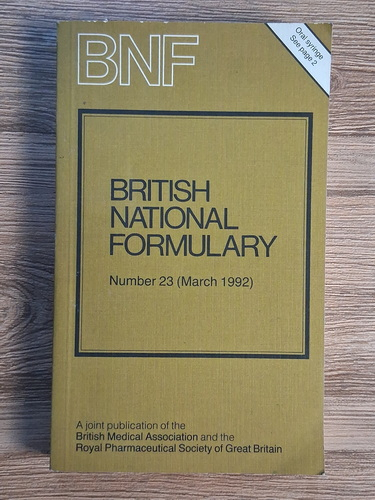 BNF
Oral syringe
See page 2
BRITISH
NATIONAL
FORMULARY
Number 23 (March 1992)
A joint publication of the
British Medical Association and the
Royal Pharmaceutical Society of Great Britain